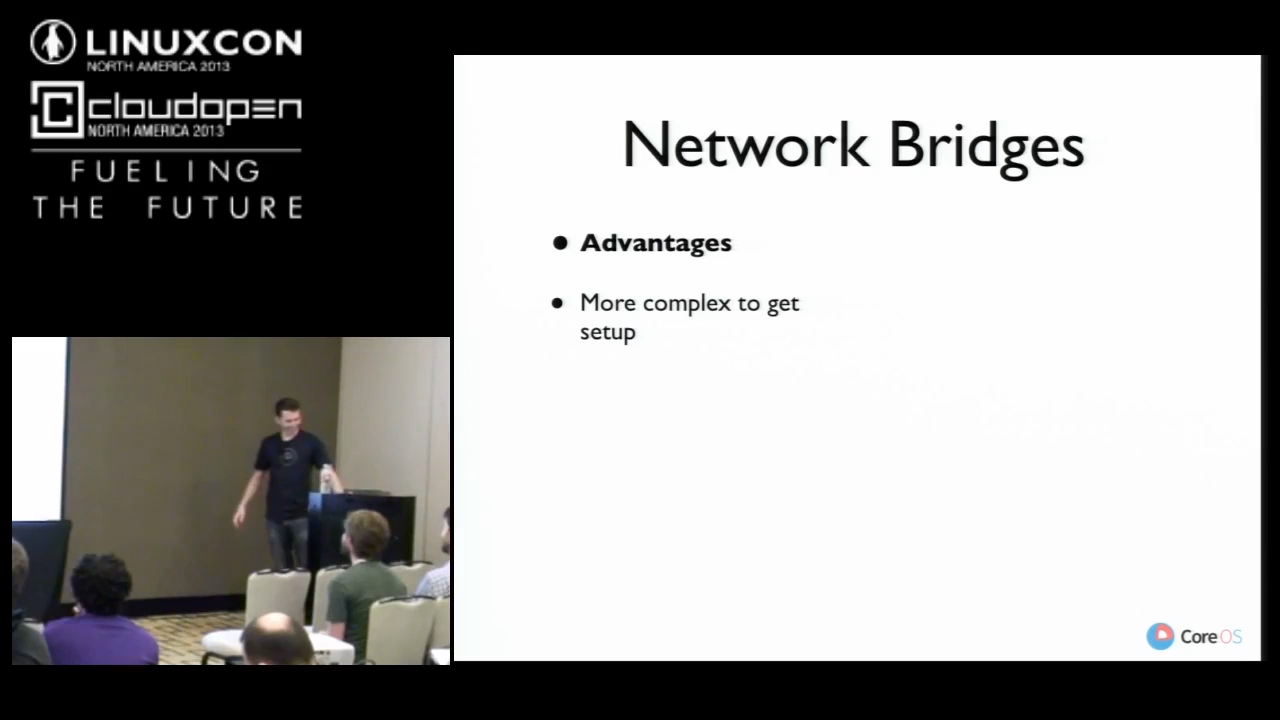 LINUXCON
NORTH AMERICA 2013
cloudopen
NORTH AMERICA 2013
FUELING
THE FUTURE
Network Bridges
● Advantages
● More complex to get
setup
CoreOS